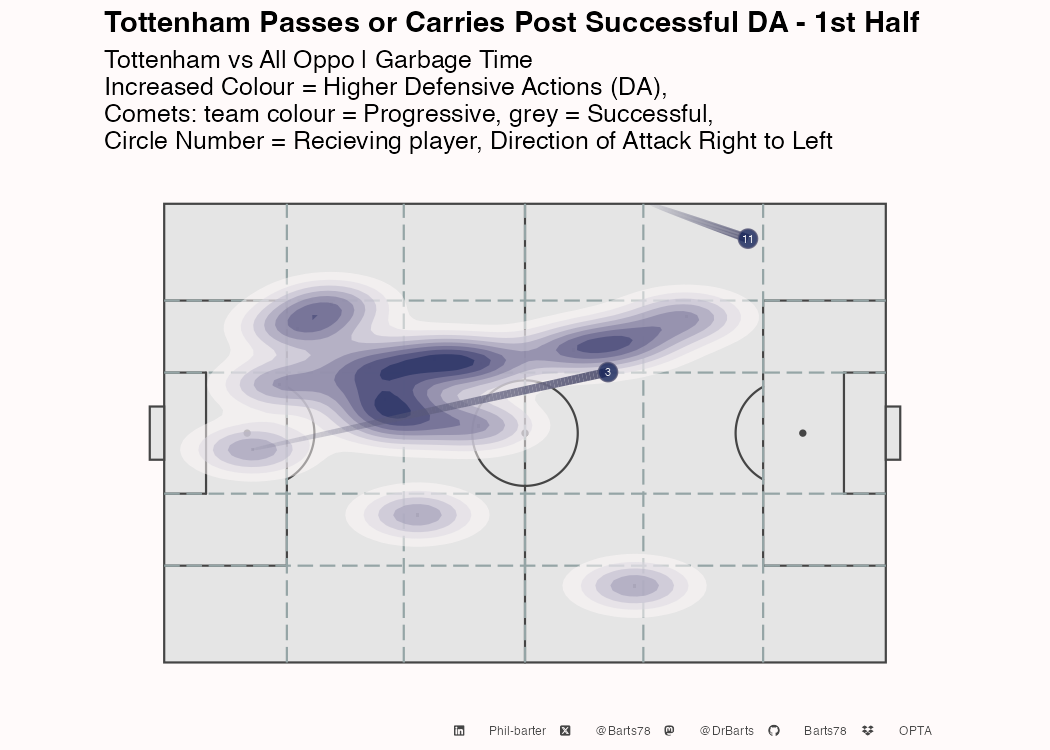 Tottenham Passes or Carries Post Successful DA - 1st Half
Tottenham vs All Oppo | Garbage Time
Increased Colour = Higher Defensive Actions (DA),
Comets: team colour = Progressive, grey = Successful,
Circle Number = Recieving player, Direction of Attack Right to Left
11
3
Phil-barter @Barts78 @DrBarts Barts78 OPTA